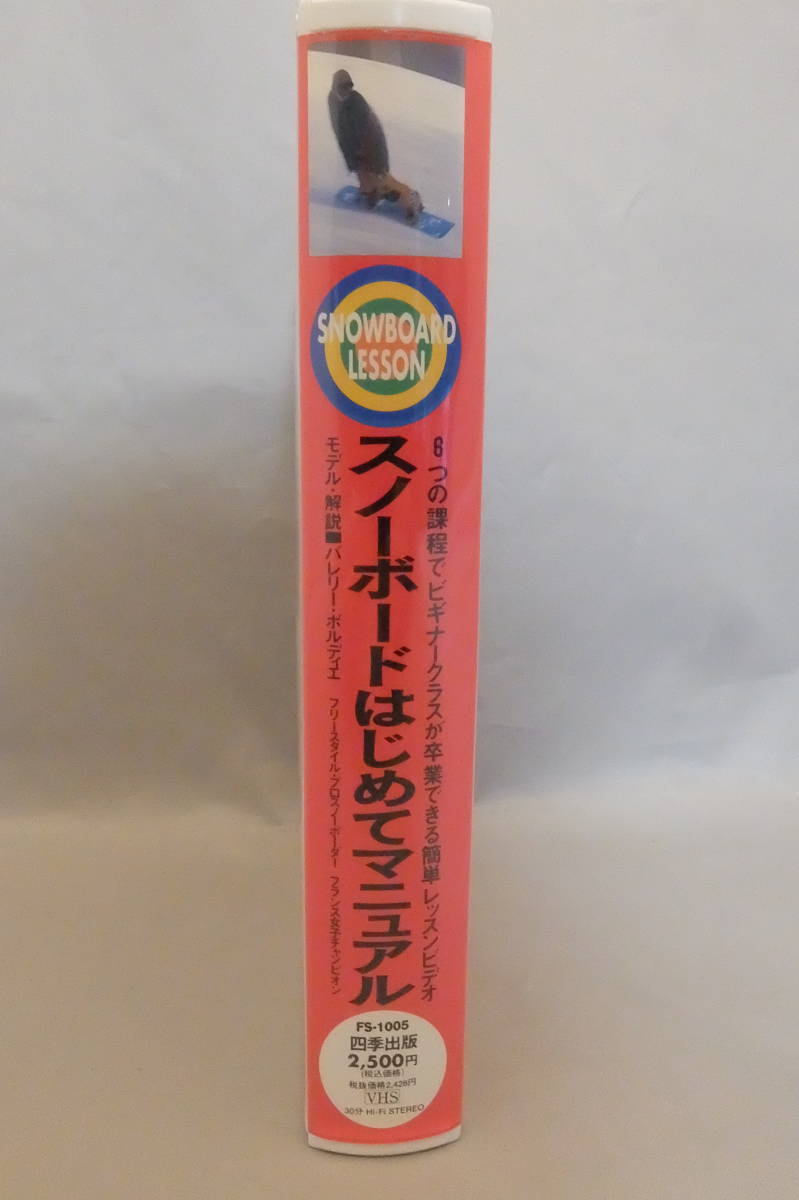 SNOWBOARD
LESSON
6つの課程でビギナークラスが卒業できる簡単レッスンビデオ
スノーボードはじめてマニュアル
モデル・解説■バレリー・ボルディエ フリースタイル・プロスノーボーダー フランス女子チャンピオン
FS-1005
四季出版
2,500円
(税込価格)
税抜価格2,428円
VHS
30分 Hi-Fi STEREO